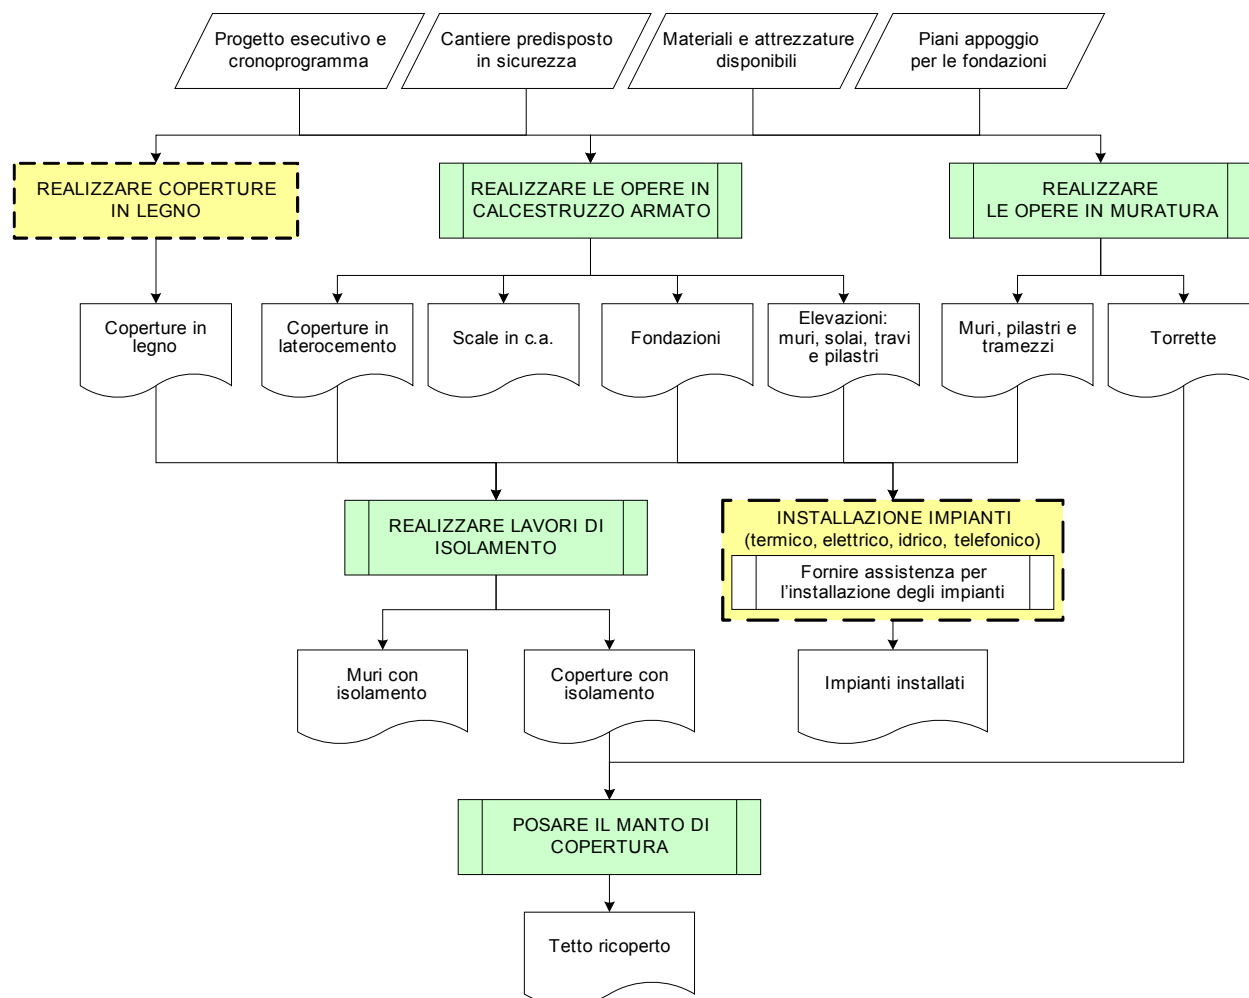 Progetto esecutivo e
cronoprogramma
Cantiere predisposto
in sicurezza
Materiali e attrezzature
disponibili
Piani appoggio
per le fondazioni
REALIZZARE COPERTURE
IN LEGNO
REALIZZARE LE OPERE IN
CALCESTRUZZO ARMATO
REALIZZARE
LE OPERE IN MURATURA
Coperture in
legno
Coperture in
laterocemento
Scale in c.a.
Fondazioni
Elevazioni:
muri, solai, travi
e pilastri
Muri, pilastri e
tramezzi
Torrette
REALIZZARE LAVORI DI
ISOLAMENTO
INSTALLAZIONE IMPIANTI
(termico, elettrico, idrico, telefonico)
Fornire assistenza per
l'installazione degli impianti
Muri con
isolamento
Coperture con
isolamento
Impianti installati
POSARE IL MANTO DI
COPERTURA
Tetto ricoperto